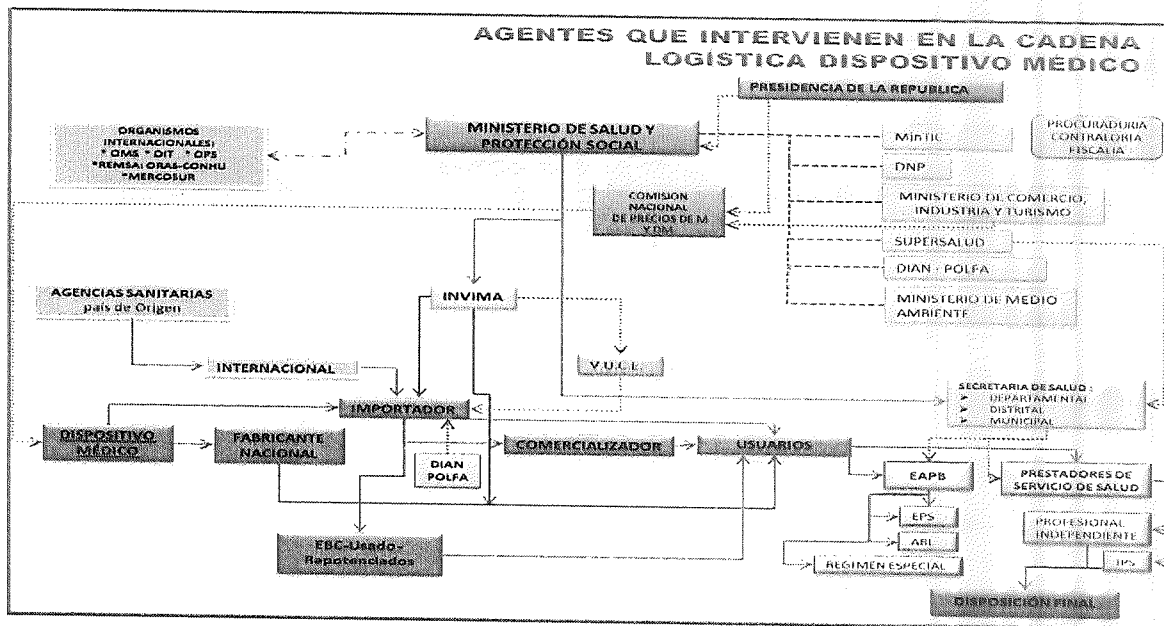 AGENTES QUE INTERVIENEN EN LA CADENA
LOGÍSTICA DISPOSITIVO MÉDICO
PRESIDENCIA DE LA REPUBLICA
ORGANISMOS
INTERNACIONALES)
* OMS * OIT * OPS
*REMSA: ORAS-CONHU
*MERCOSUR
MINISTERIO DE SALUD Y
PROTECCIÓN SOCIAL
MinTIC
PROCURADURIA
CONTRALORIA
FISCALIA
DNP
COMISION
NACIONAL
DE PRECIOS DE M
Y DM
MINISTERIO DE COMERCIO,
INDUSTRIA Y TURISMO
SUPERSALUD
DIAN - POLFA
MINISTERIO DE MEDIO
AMBIENTE
AGENCIAS SANITARIAS
país de Origen
INVIMA
INTERNACIONAL
V.U.C.E.
SECRETARIA DE SALUD :
➢ DEPARTAMENTAL
➢ DISTRITAL
➢ MUNICIPAL
IMPORTADOR
DISPOSITIVO
MÉDICO
FABRICANTE
NACIONAL
DIAN
POLFA
COMERCIALIZADOR
USUARIOS
EAPB
PRESTADORES DE
SERVICIO DE SALUD
EPS
ARL
REGIMEN ESPECIAL
PROFESIONAL
INDEPENDIENTE
IPS
EBC-Usado-
Repotenciados
DISPOSICIÓN FINAL